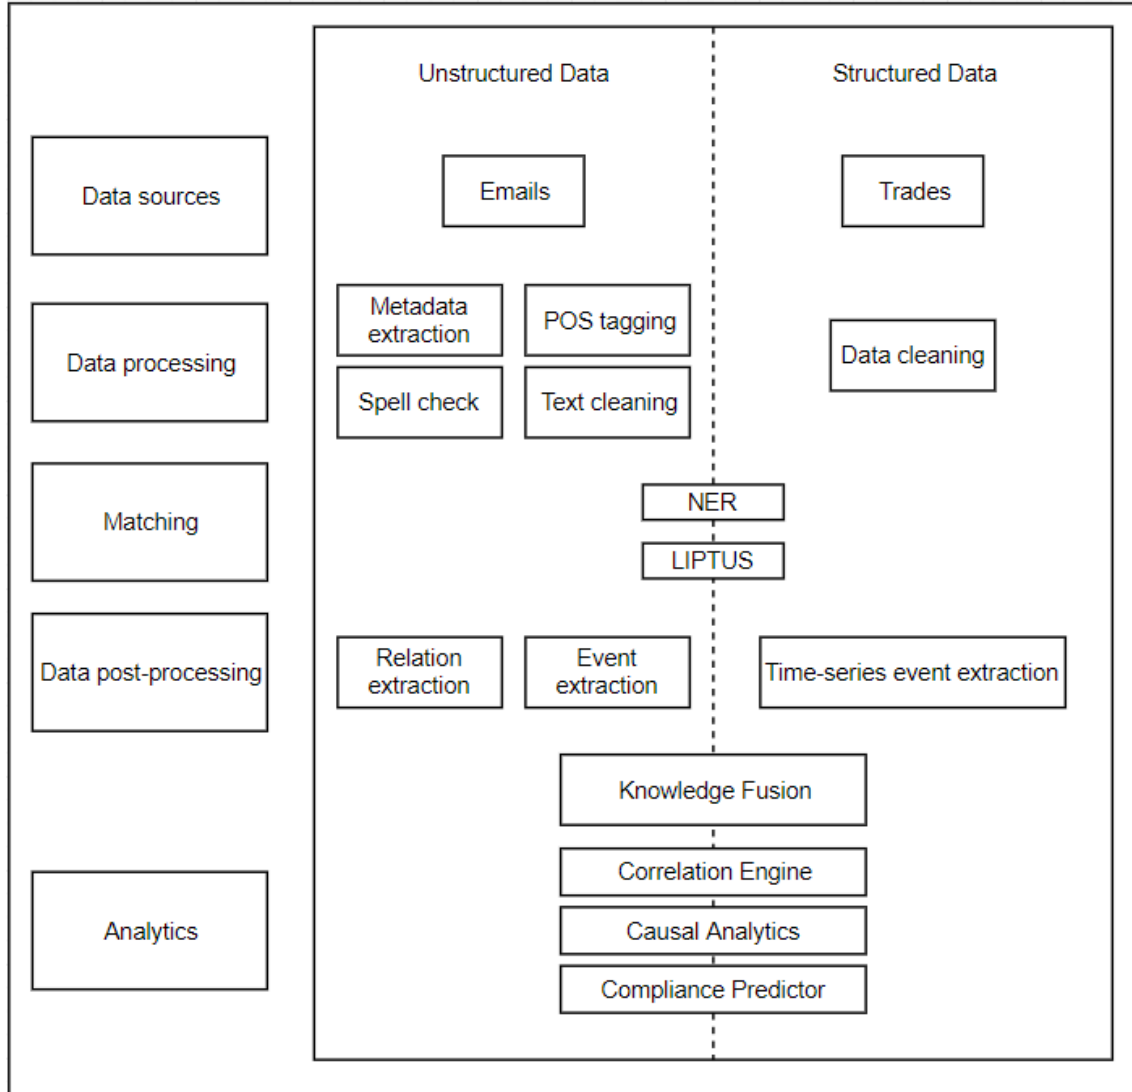 Unstructured Data
Structured Data
Data sources
Emails
Trades
Data processing
Metadata
extraction
POS tagging
Spell check
Text cleaning
Data cleaning
Matching
NER
LIPTUS
Data post-processing
Relation
extraction
Event
extraction
Time-series event extraction
Knowledge Fusion
Analytics
Correlation Engine
Causal Analytics
Compliance Predictor